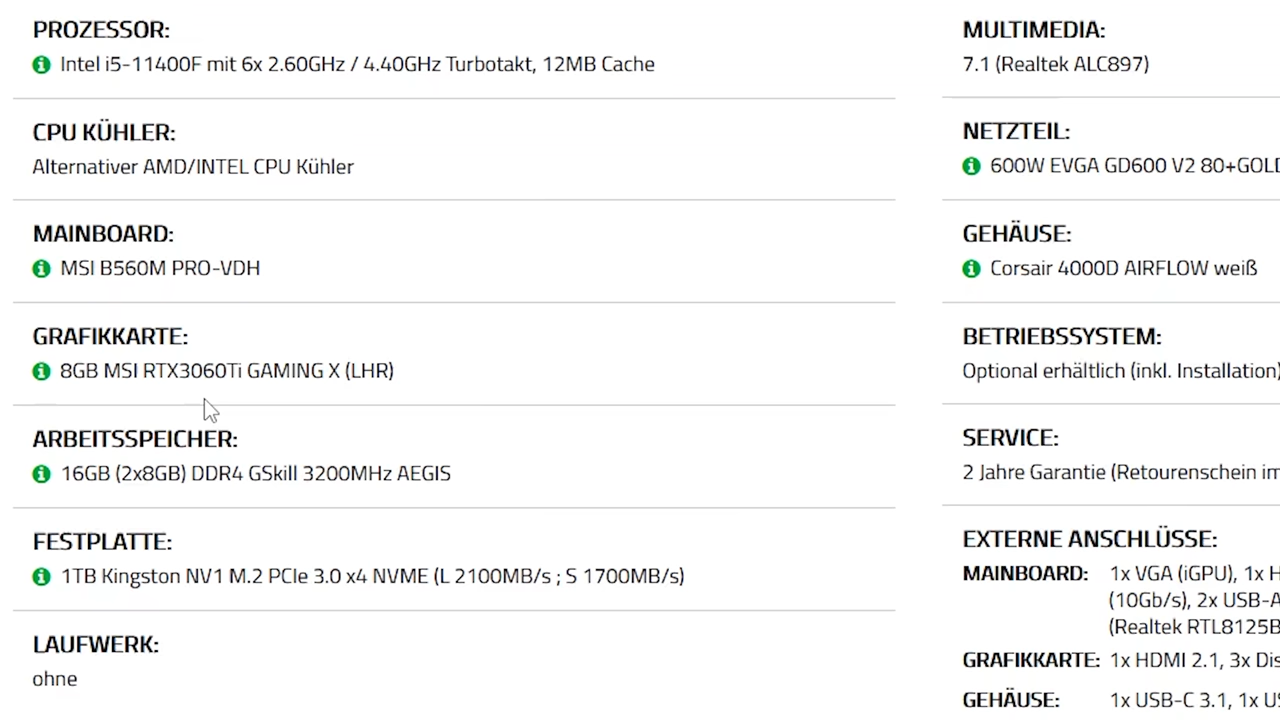 PROZESSOR:
Intel i5-11400F mit 6x 2.60GHz / 4.40GHz Turbotakt, 12MB Cache
CPU KÜHLER:
Alternativer AMD/INTEL CPU Kühler
MAINBOARD:
MSI B560M PRO-VDH
GRAFIKKARTE:
8GB MSI RTX3060Ti GAMING X (LHR)
ARBEITSSPEICHER:
16GB (2x8GB) DDR4 GSkill 3200MHz AEGIS
FESTPLATTE:
1TB Kingston NV1 M.2 PCIe 3.0 x4 NVME (L 2100MB/s ; S 1700MB/s)
LAUFWERK:
ohne
MULTIMEDIA:
7.1 (Realtek ALC897)
NETZTEIL:
600W EVGA GD600 V2 80+GOLD
GEHÄUSE:
Corsair 4000D AIRFLOW weiß
BETRIEBSSYSTEM:
Optional erhältlich (inkl. Installation)
SERVICE:
2 Jahre Garantie (Retourenschein im
EXTERNE ANSCHLÜSSE:
MAINBOARD: 1x VGA (iGPU), 1x H
(10Gb/s), 2x USB-A
(Realtek RTL8125B
GRAFIKKARTE: 1x HDMI 2.1, 3x Dis
GEHÄUSE: 1x USB-C 3.1, 1x US